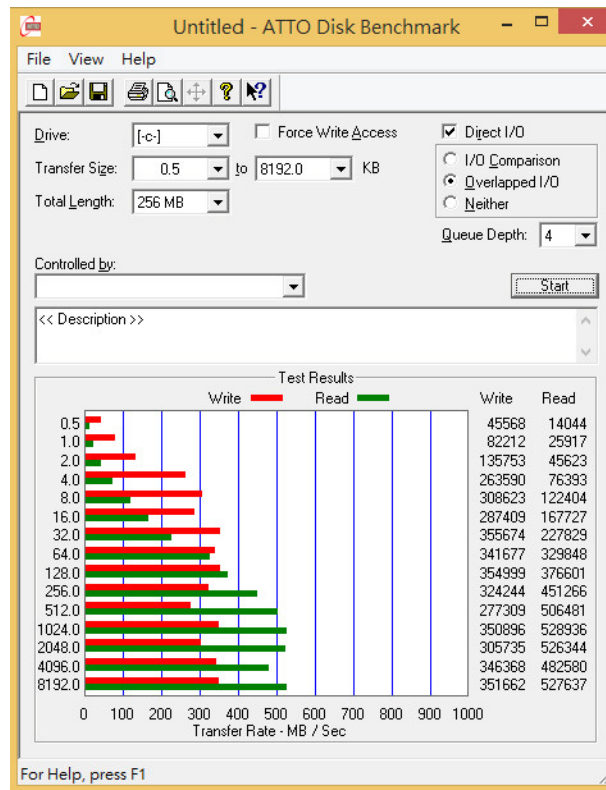 Untitled - ATTO Disk Benchmark
File View Help
Drive: [-c-] Force Write Access Direct I/O
Transfer Size: 0.5 to 8192.0 KB
I/O Comparison
Overlapped I/O
Neither
Total Length: 256 MB
Queue Depth: 4
Controlled by:
Start
<< Description >>
Test Results
Write Read Write Read
0.5 45568 14044
1.0 82212 25917
2.0 135753 45623
4.0 263590 76393
8.0 308623 122404
16.0 287409 167727
32.0 355674 227829
64.0 341677 329848
128.0 354999 376601
256.0 324244 451266
512.0 277309 506481
1024.0 350896 528936
2048.0 305735 526344
4096.0 346368 482580
8192.0 351662 527637
0 100 200 300 400 500 600 700 800 900 1000
Transfer Rate - MB / Sec
For Help, press F1